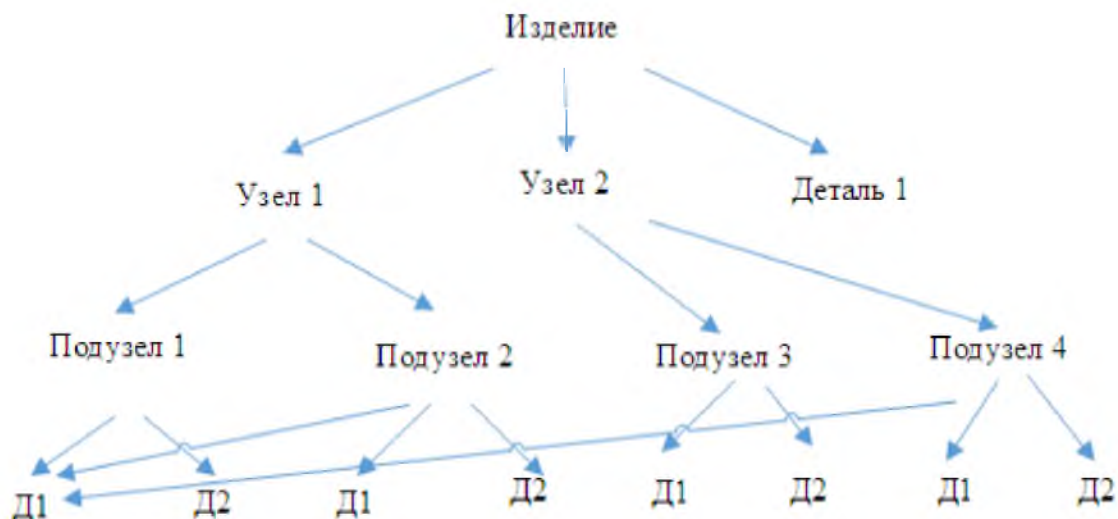 Изделие
Узел 1
Узел 2
Деталь 1
Подузел 1
Подузел 2
Подузел 3
Подузел 4
Д1
Д2
Д1
Д2
Д1
Д2
Д1
Д2